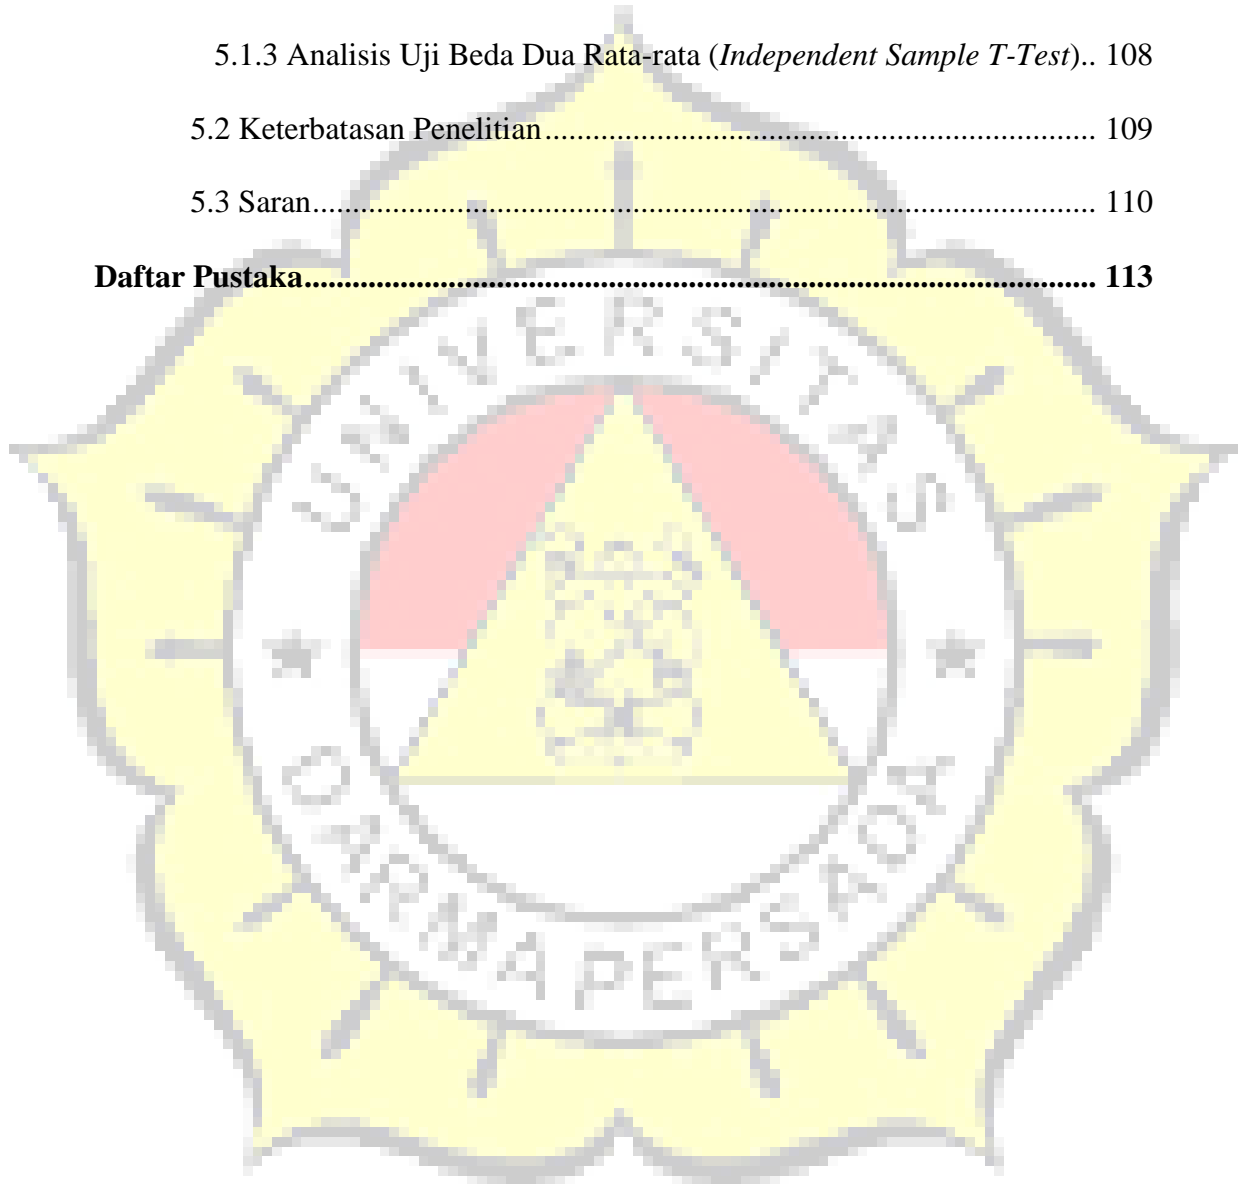 5.1.3 Analisis Uji Beda Dua Rata-rata (Independent Sample T-Test).. 108
5.2 Keterbatasan Penelitian........................................................................ 109
5.3 Saran..................................................................................................... 110
Daftar Pustaka...................................................................................................... 113
UNIVERSITAS
DARMA PERSADA